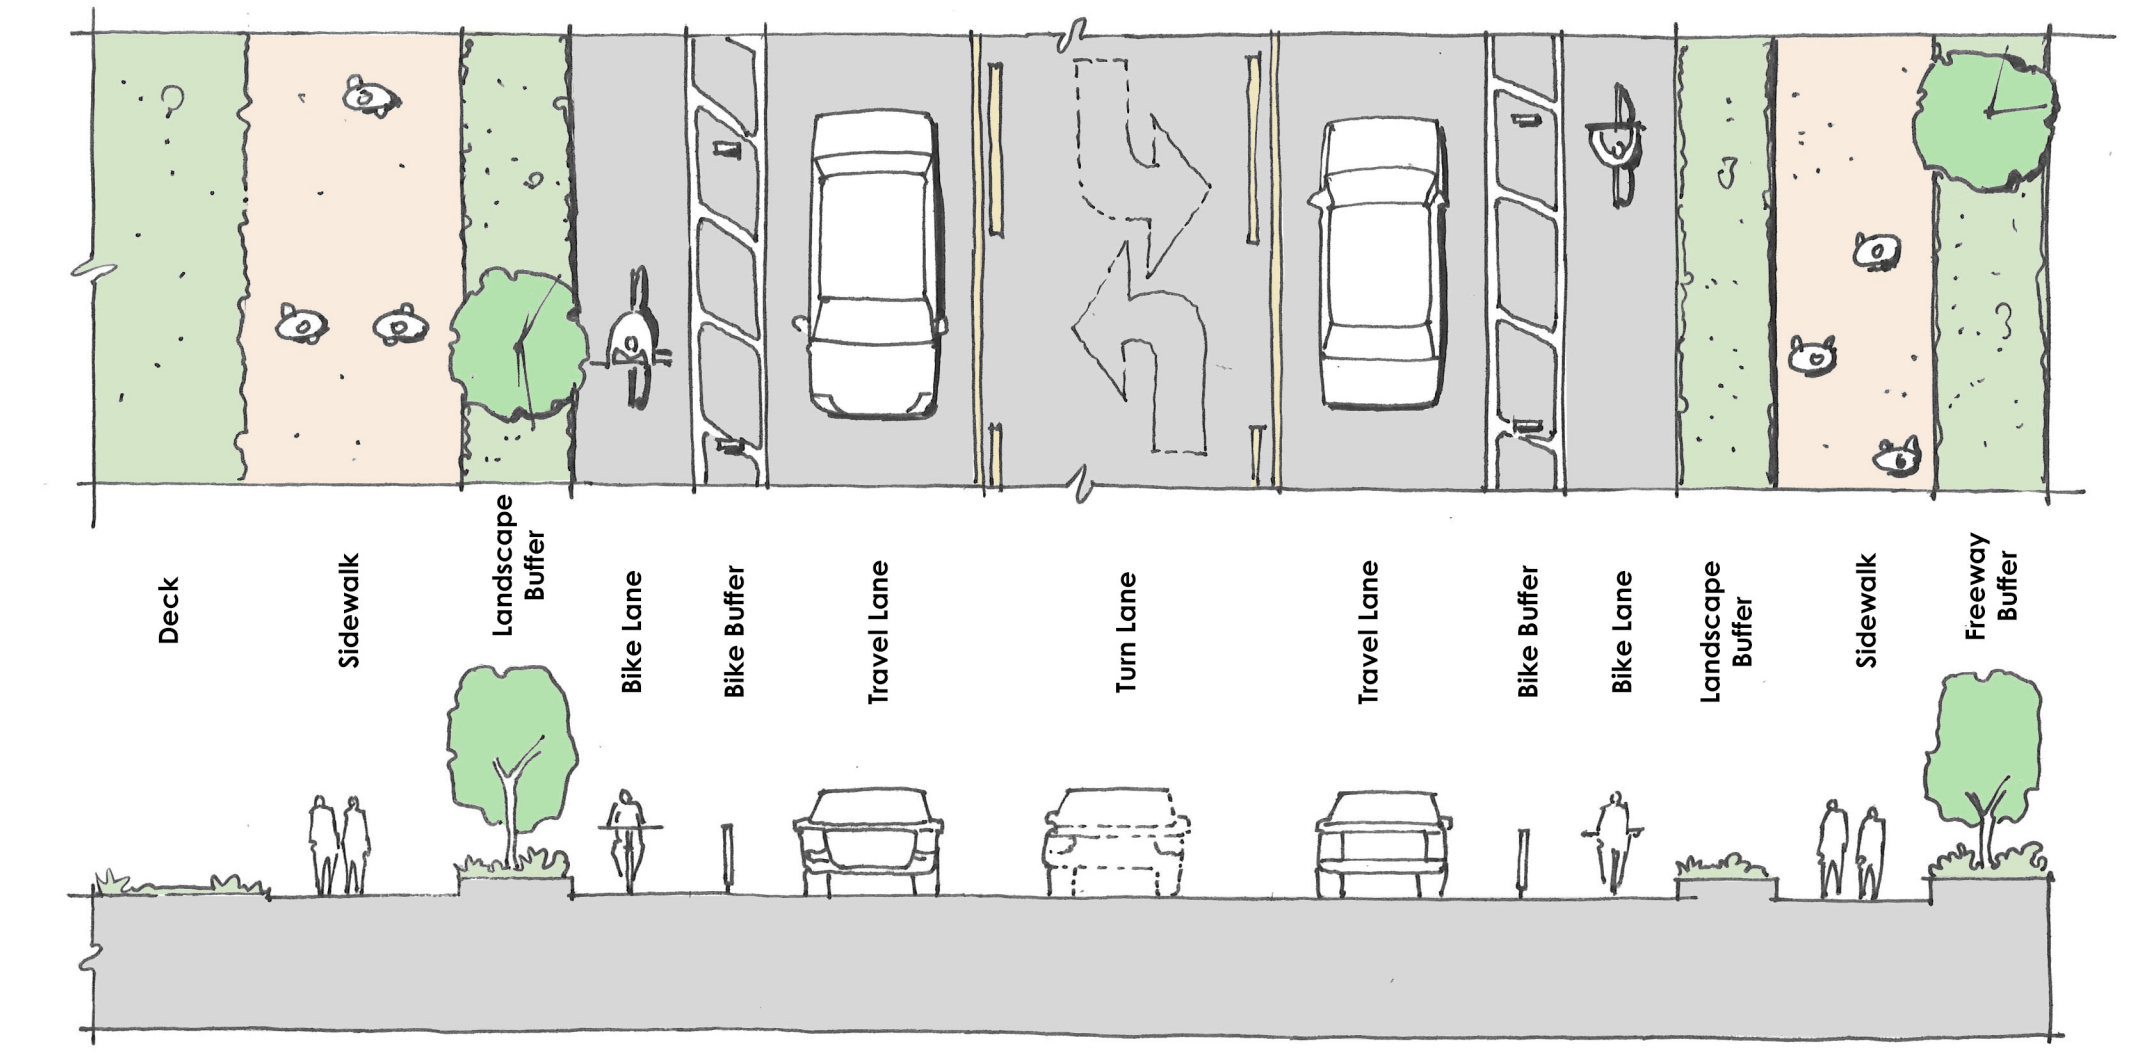 Deck
Sidewalk
Landscape
Buffer
Bike Lane
Bike Buffer
Travel Lane
Turn Lane
Travel Lane
Bike Buffer
Bike Lane
Landscape
Buffer
Sidewalk
Freeway
Buffer